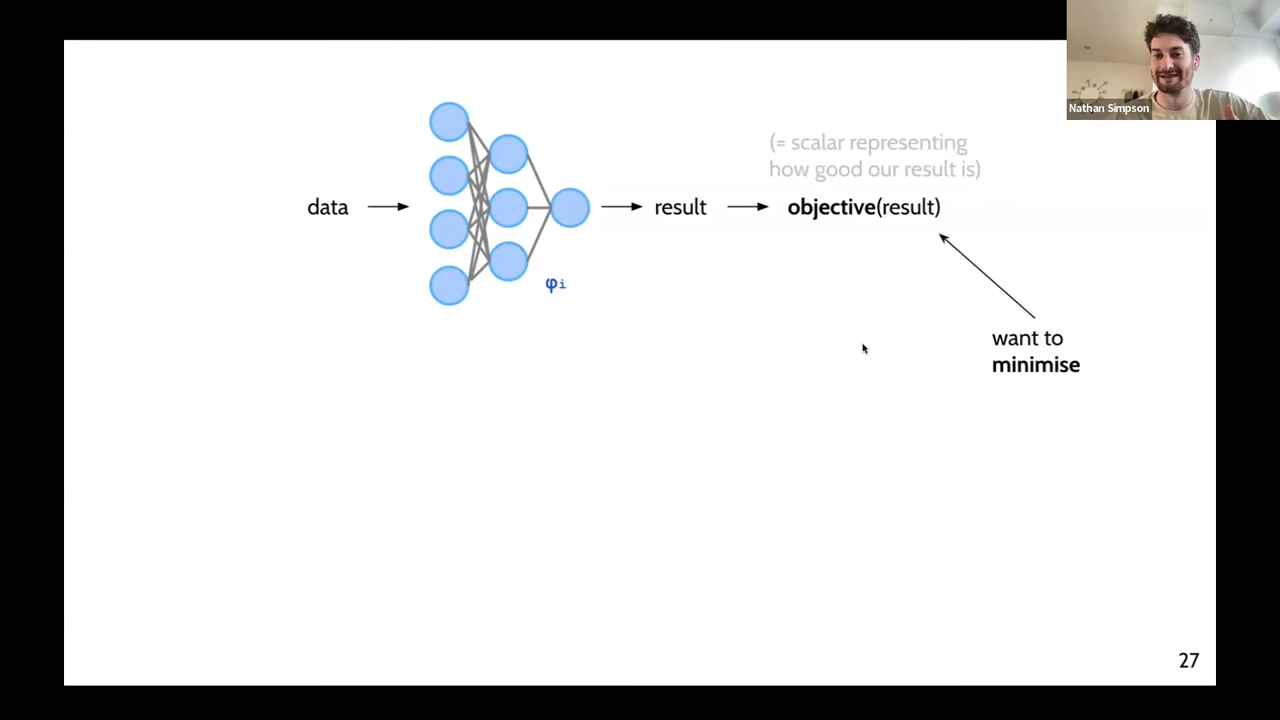 Nathan Simpson
(= scalar representing
how good our result is)
data
result
objective(result)
φi
want to
minimise
27